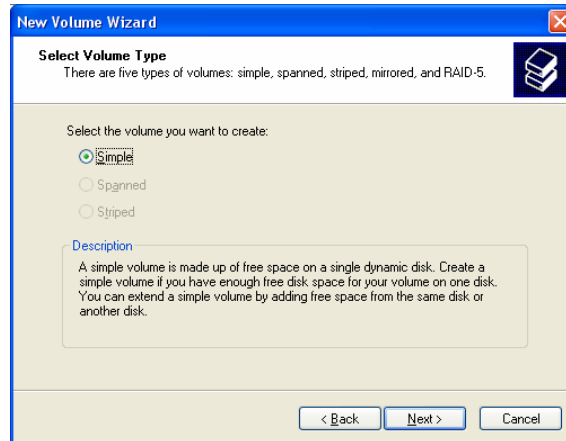 New Volume Wizard
Select Volume Type
There are five types of volumes: simple, spanned, striped, mirrored, and RAID-5.
Select the volume you want to create:
Simple
Spanned
Striped
Description
A simple volume is made up of free space on a single dynamic disk. Create a
simple volume if you have enough free disk space for your volume on one disk.
You can extend a simple volume by adding free space from the same disk or
another disk.
< Back Next > Cancel